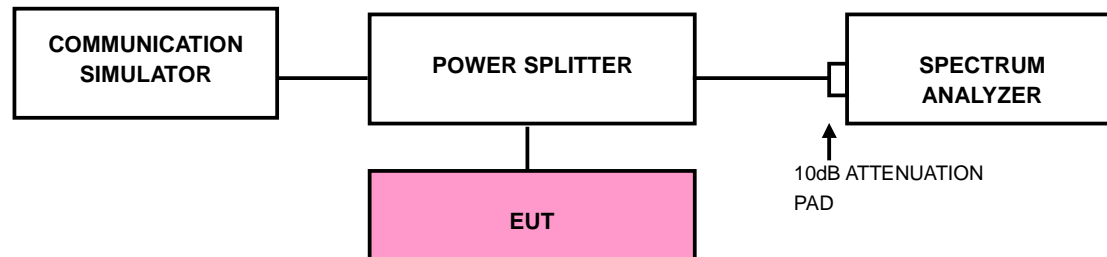 COMMUNICATION
SIMULATOR
POWER SPLITTER
SPECTRUM
ANALYZER
10dB ATTENUATION
PAD
EUT